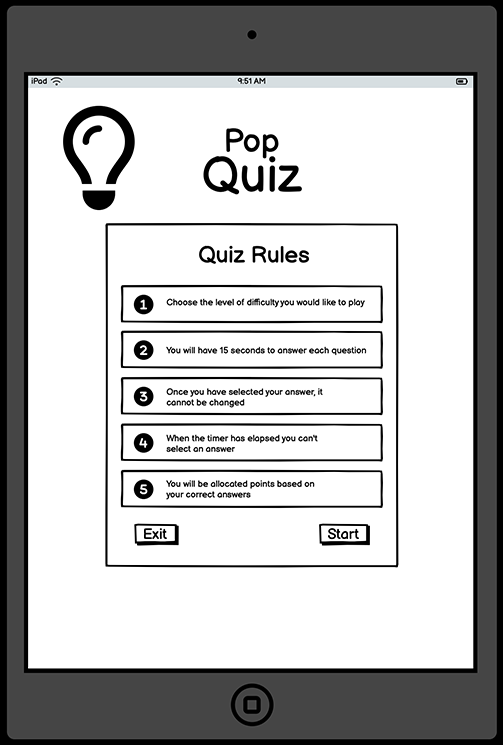 iPad 9:51 AM
Pop
Quiz
Quiz Rules
1 Choose the level of difficulty you would like to play
2 You will have 15 seconds to answer each question
3 Once you have selected your answer, it
cannot be changed
4 When the timer has elapsed you can't
select an answer
5 You will be allocated points based on
your correct answers
Exit Start